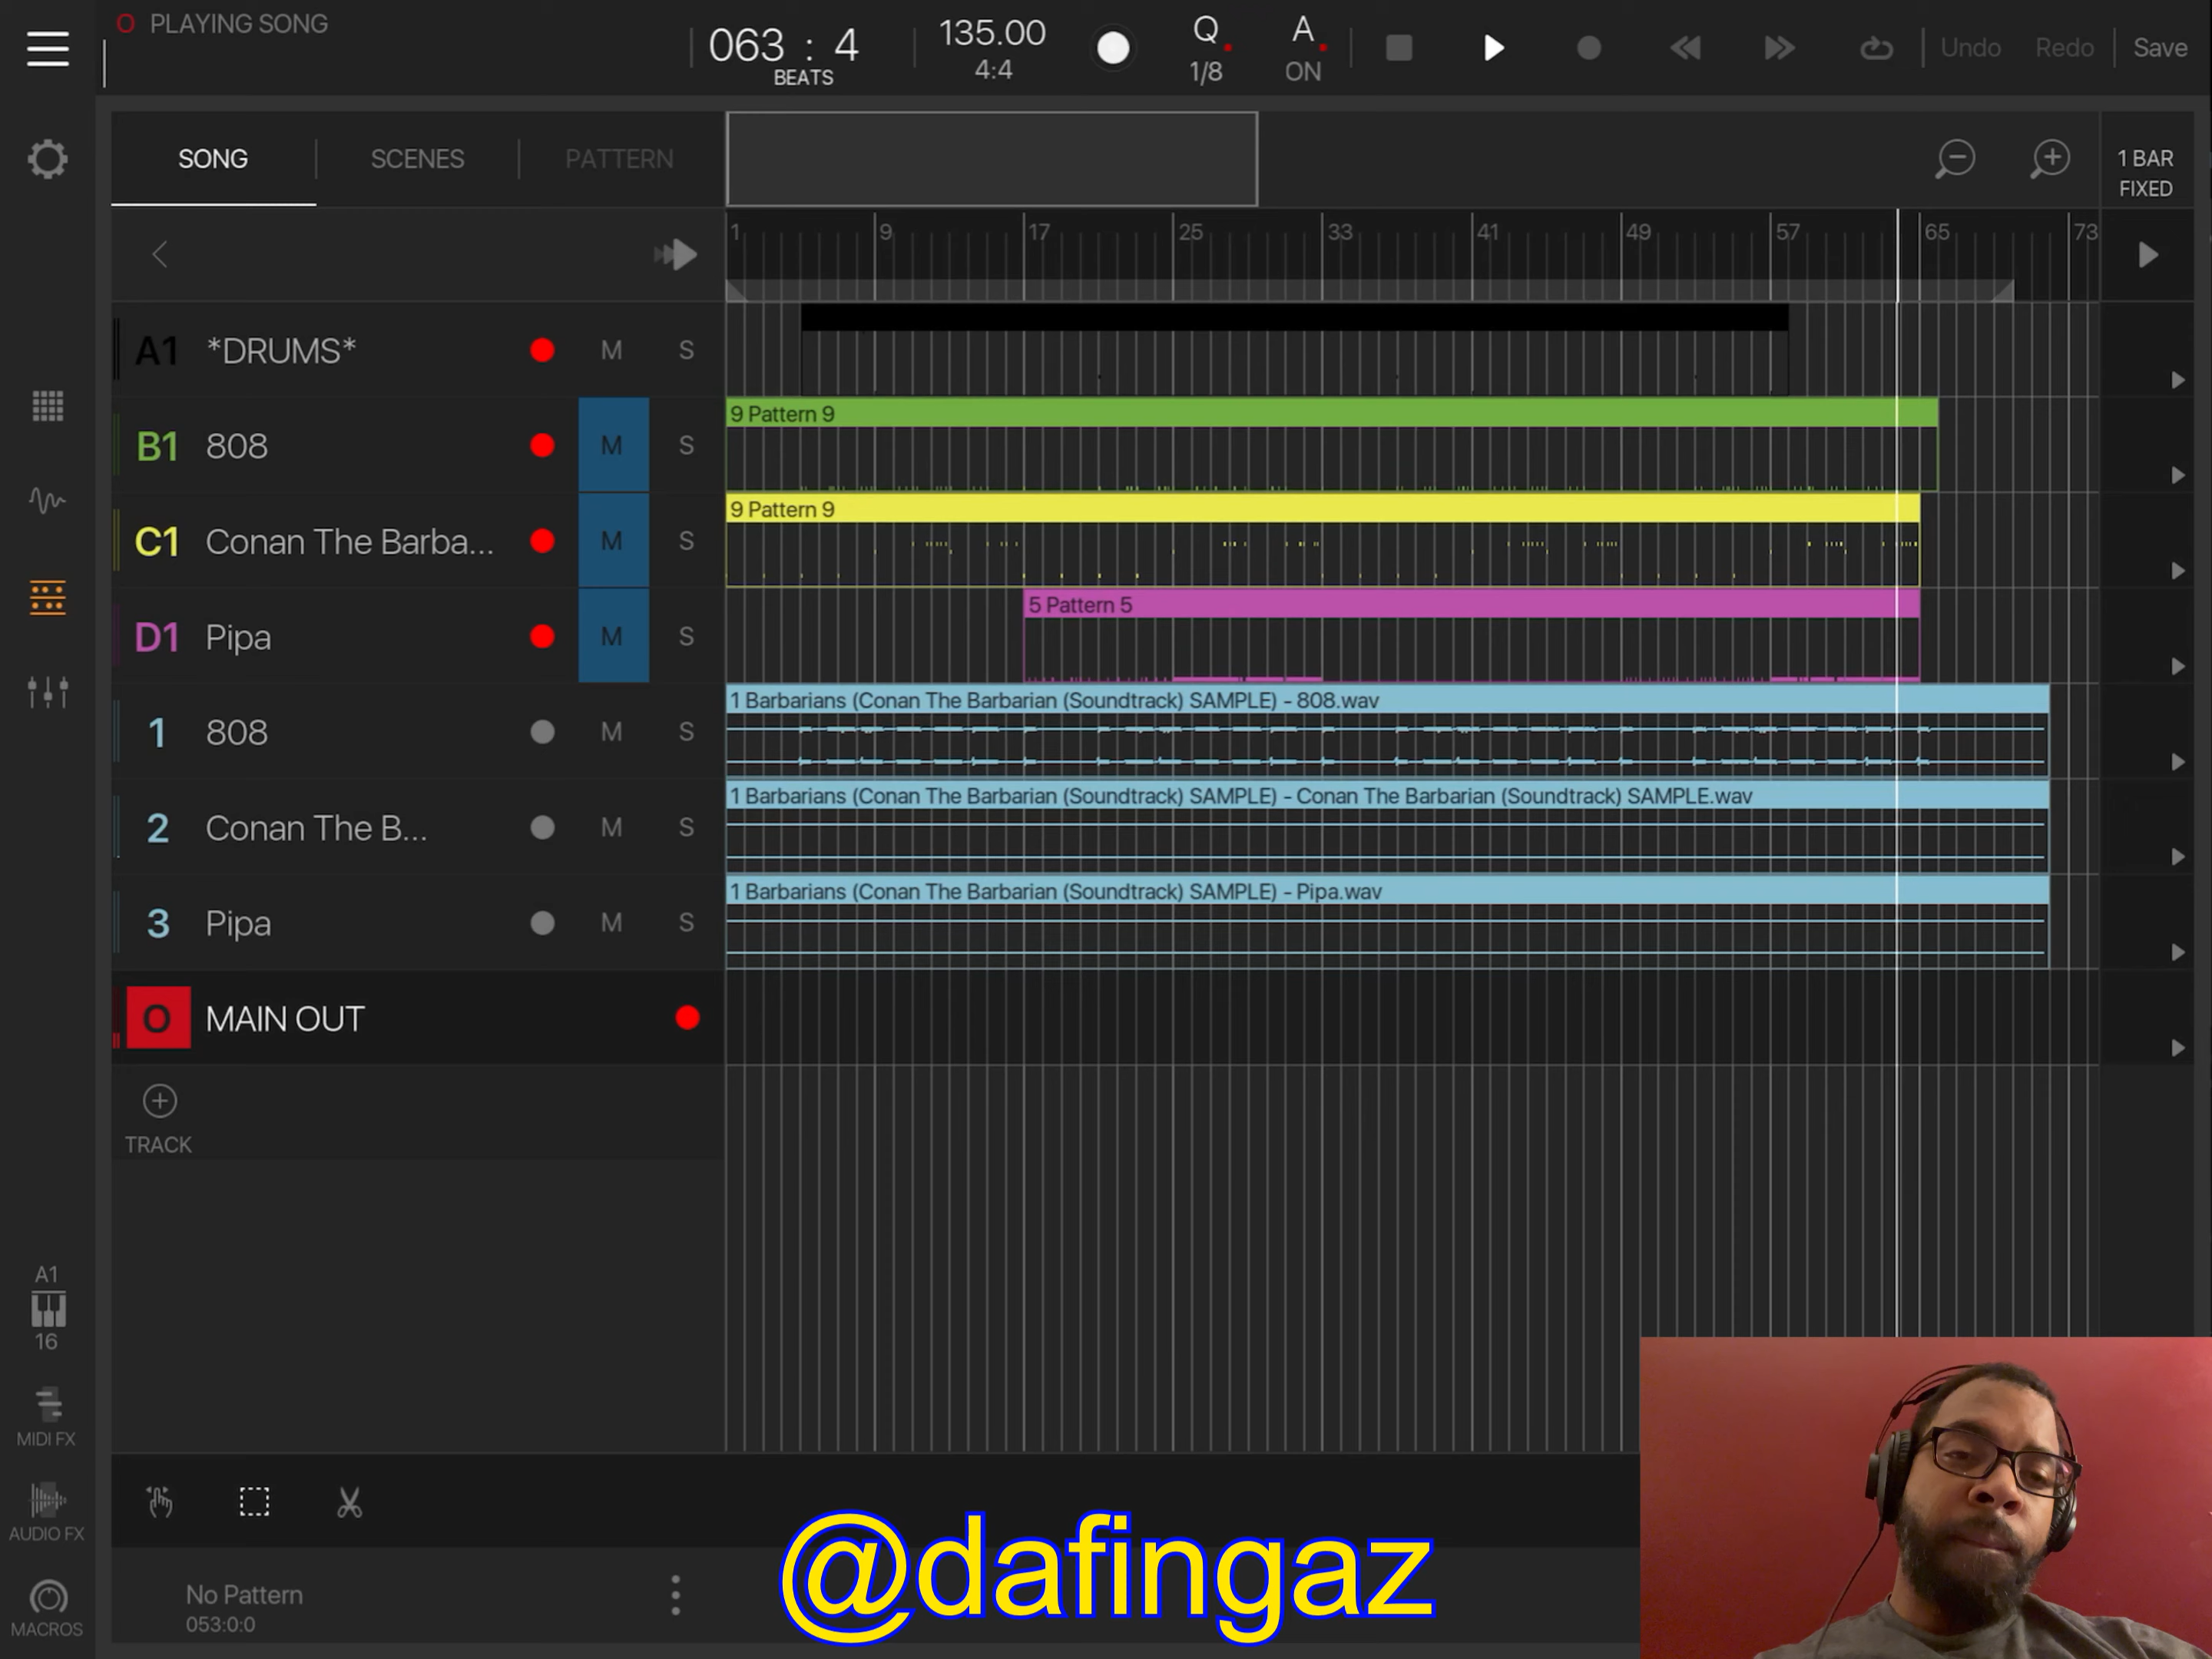 O PLAYING SONG
063 : 4
BEATS
135.00
4:4
Q
1/8
A
ON
Undo
Redo
Save
SONG
SCENES
PATTERN
1 BAR
FIXED
1
9
17
25
33
41
49
57
65
73
A1 *DRUMS* M S
B1 808 M S
9 Pattern 9
C1 Conan The Barba... M S
9 Pattern 9
D1 Pipa M S
5 Pattern 5
1 808 M S
1 Barbarians (Conan The Barbarian (Soundtrack) SAMPLE) - 808.wav
2 Conan The B... M S
1 Barbarians (Conan The Barbarian (Soundtrack) SAMPLE) - Conan The Barbarian (Soundtrack) SAMPLE.wav
3 Pipa M S
1 Barbarians (Conan The Barbarian (Soundtrack) SAMPLE) - Pipa.wav
O MAIN OUT
TRACK
A1
16
MIDI FX
AUDIO FX
MACROS
No Pattern
053:0:0
@dafingaz